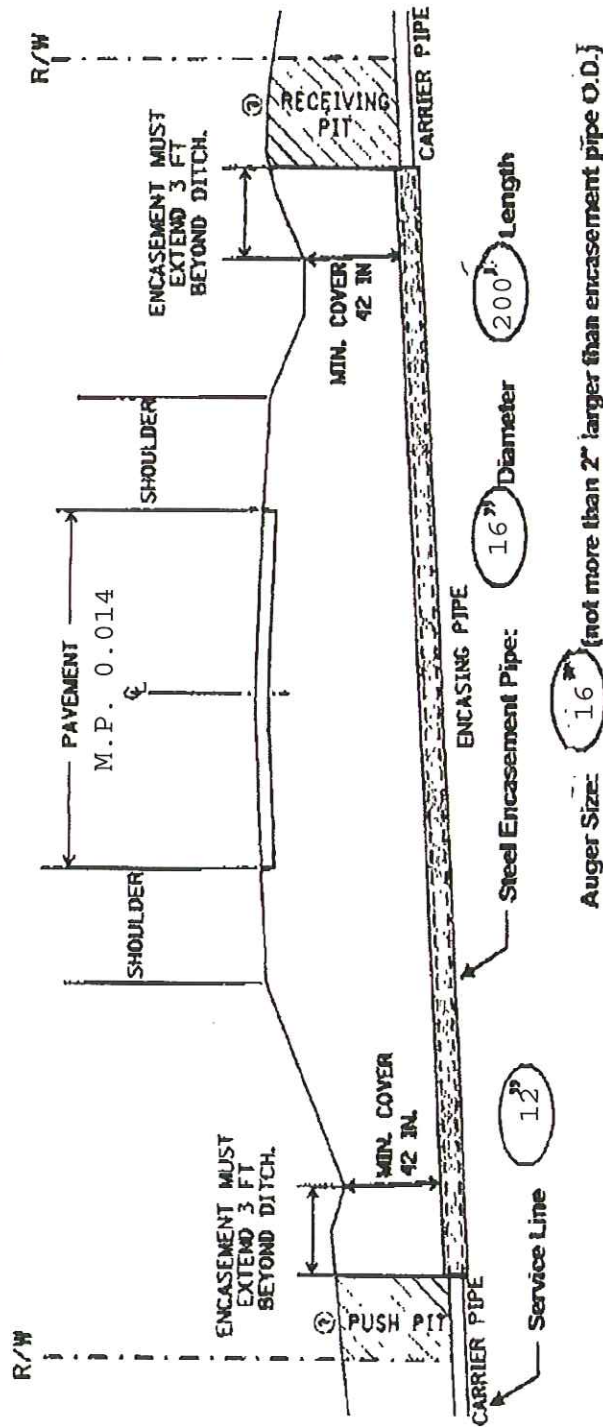 R/W
R/W
PAVEMENT
M.P. 0.014
SHOULDER
SHOULDER
℄
ENCASEMENT MUST
EXTEND 3 FT
BEYOND DITCH.
ENCASEMENT MUST
EXTEND 3 FT
BEYOND DITCH.
PUSH PIT
RECEIVING
PIT
MIN. COVER
42 IN.
MIN. COVER
42 IN
CARRIER PIPE
CARRIER PIPE
ENCASING PIPE
Service Line 12"
Steel Encasement Pipe: 16" Diameter 200' Length
Auger Size: 16" (not more than 2" larger than encasement pipe O.D.)